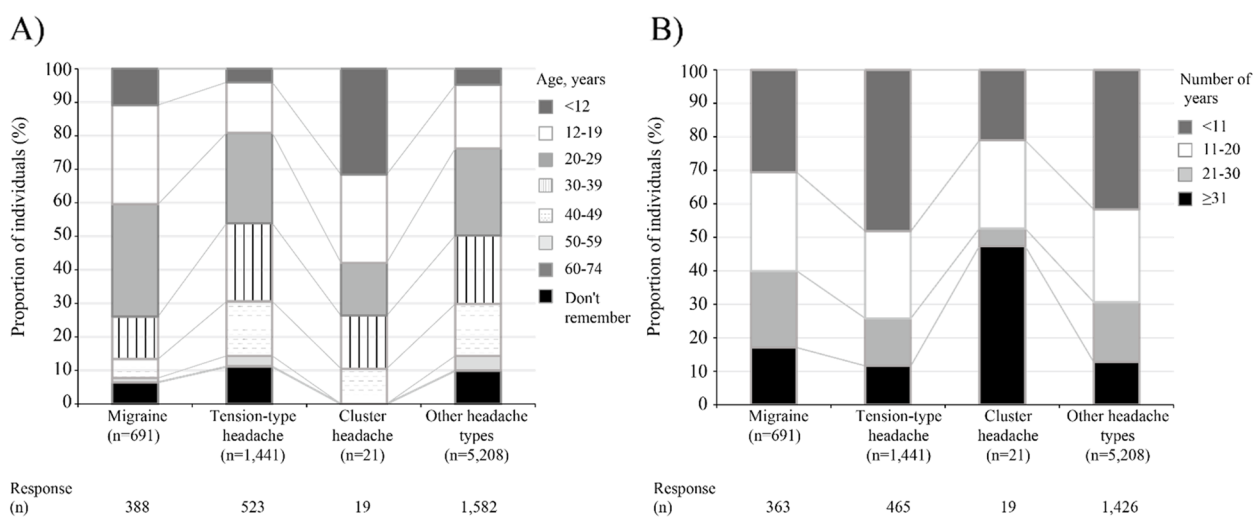 A)
Proportion of individuals (%)
100
90
80
70
60
50
40
30
20
10
0
Migraine
(n=691)
Tension-type
headache
(n=1,441)
Cluster
headache
(n=21)
Other headache
types
(n=5,208)
Age, years
<12
12-19
20-29
30-39
40-49
50-59
60-74
Don't
remember
Response
(n)
388
523
19
1,582
B)
Proportion of individuals (%)
100
90
80
70
60
50
40
30
20
10
0
Migraine
(n=691)
Tension-type
headache
(n=1,441)
Cluster
headache
(n=21)
Other headache
types
(n=5,208)
Number of
years
<11
11-20
21-30
≥31
Response
(n)
363
465
19
1,426